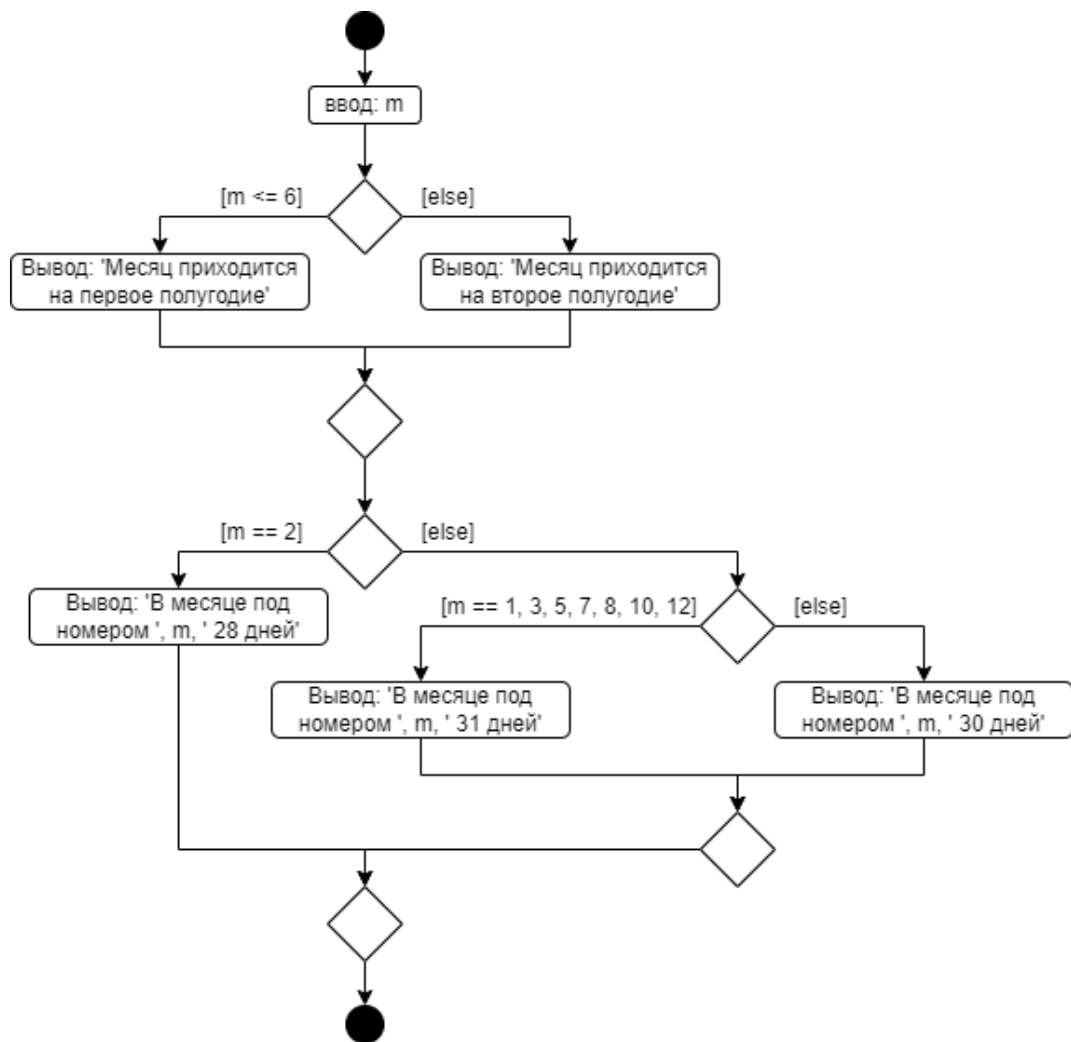 ввод: m
[m <= 6]
[else]
Вывод: 'Месяц приходится
на первое полугодие'
Вывод: 'Месяц приходится
на второе полугодие'
[m == 2]
[else]
Вывод: 'В месяце под
номером ', m, ' 28 дней'
[m == 1, 3, 5, 7, 8, 10, 12]
[else]
Вывод: 'В месяце под
номером ', m, ' 31 дней'
Вывод: 'В месяце под
номером ', m, ' 30 дней'